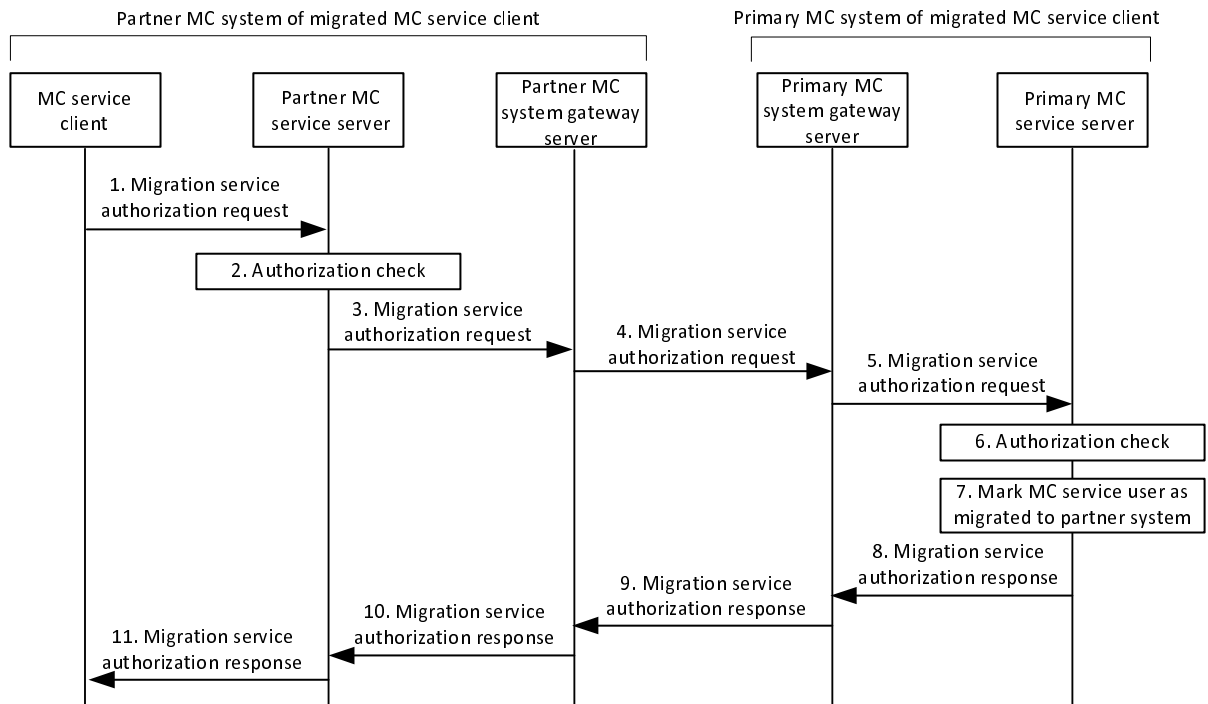 Partner MC system of migrated MC service client
Primary MC system of migrated MC service client
MC service
client
Partner MC
service server
Partner MC
system gateway
server
Primary MC
system gateway
server
Primary MC
service server
1. Migration service
authorization request
2. Authorization check
3. Migration service
authorization request
4. Migration service
authorization request
5. Migration service
authorization request
6. Authorization check
7. Mark MC service user as
migrated to partner system
8. Migration service
authorization response
9. Migration service
authorization response
10. Migration service
authorization response
11. Migration service
authorization response